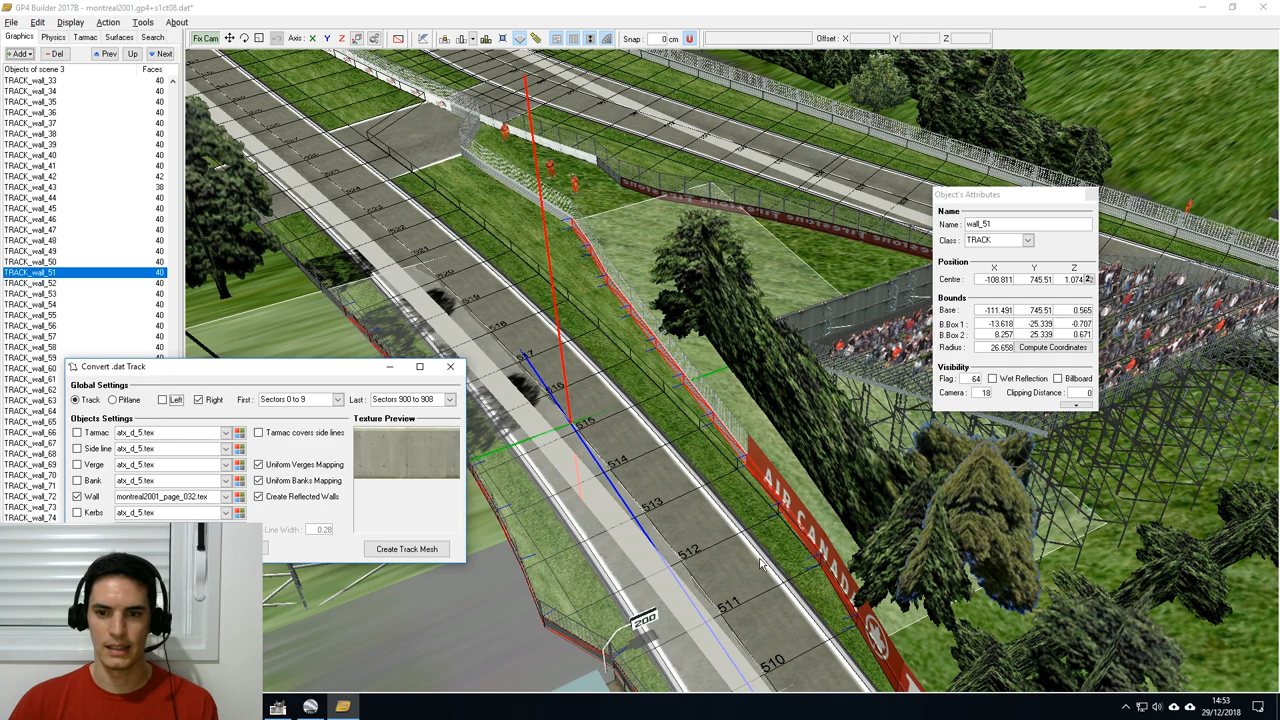 GP4 Builder 2017B - montreal2001.gp4+s1ct08.dat*
File Edit Display Action Tools About
Graphics Physics Tarmac Surfaces Search
Fix Cam X Y Z Snap : 0 cm Offset : X Y Z
Add Del Prev Up Next
Objects of scene 3 Faces
TRACK_wall_33 40
TRACK_wall_34 40
TRACK_wall_35 40
TRACK_wall_36 40
TRACK_wall_37 40
TRACK_wall_38 40
TRACK_wall_39 40
TRACK_wall_40 40
TRACK_wall_41 40
TRACK_wall_42 42
TRACK_wall_43 38
TRACK_wall_44 40
TRACK_wall_45 40
TRACK_wall_46 40
TRACK_wall_47 40
TRACK_wall_48 40
TRACK_wall_49 40
TRACK_wall_50 40
TRACK_wall_51 40
TRACK_wall_52 40
TRACK_wall_53 40
TRACK_wall_54 40
TRACK_wall_55 40
TRACK_wall_56 40
TRACK_wall_57 40
TRACK_wall_58 40
TRACK_wall_59
TRACK_wall_60
TRACK_wall_61
TRACK_wall_62
TRACK_wall_63
TRACK_wall_64
TRACK_wall_65
TRACK_wall_66
TRACK_wall_67
TRACK_wall_68
TRACK_wall_69
TRACK_wall_70
TRACK_wall_71
TRACK_wall_72
TRACK_wall_73
TRACK_wall_74
Convert .dat Track
Global Settings
Track Pitlane Left Right First : Sectors 0 to 9 Last : Sectors 900 to 908
Objects Settings Texture Preview
Tarmac atx_d_5.tex Tarmac covers side lines
Side line atx_d_5.tex
Verge atx_d_5.tex Uniform Verges Mapping
Bank atx_d_5.tex Uniform Banks Mapping
Wall montreal2001_page_032.tex Create Reflected Walls
Kerbs atx_d_5.tex
-Line Width : 0.28
Create Track Mesh
Object's Attributes
Name
Name : wall_51
Class : TRACK
Position
X Y Z
Centre : -108.811 745.51 1.074
Bounds
Base : -111.491 745.51 0.565
B.Box 1 : -13.618 -25.339 -0.707
B.Box 2 : 8.257 25.339 0.671
Radius : 26.658 Compute Coordinates
Visibility
Flag : 64 Wet Reflection Billboard
Camera : 18 Clipping Distance : 0
Firestone
521
520
519
518
517
516
515
514
513
512
511
510
200
AIR CANADA
14:53
29/12/2018